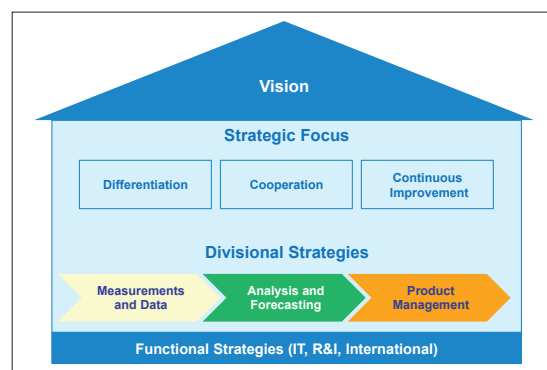 Vision
Strategic Focus
Differentiation
Cooperation
Continuous
Improvement
Divisional Strategies
Measurements
and Data
Analysis and
Forecasting
Product
Management
Functional Strategies (IT, R&I, International)